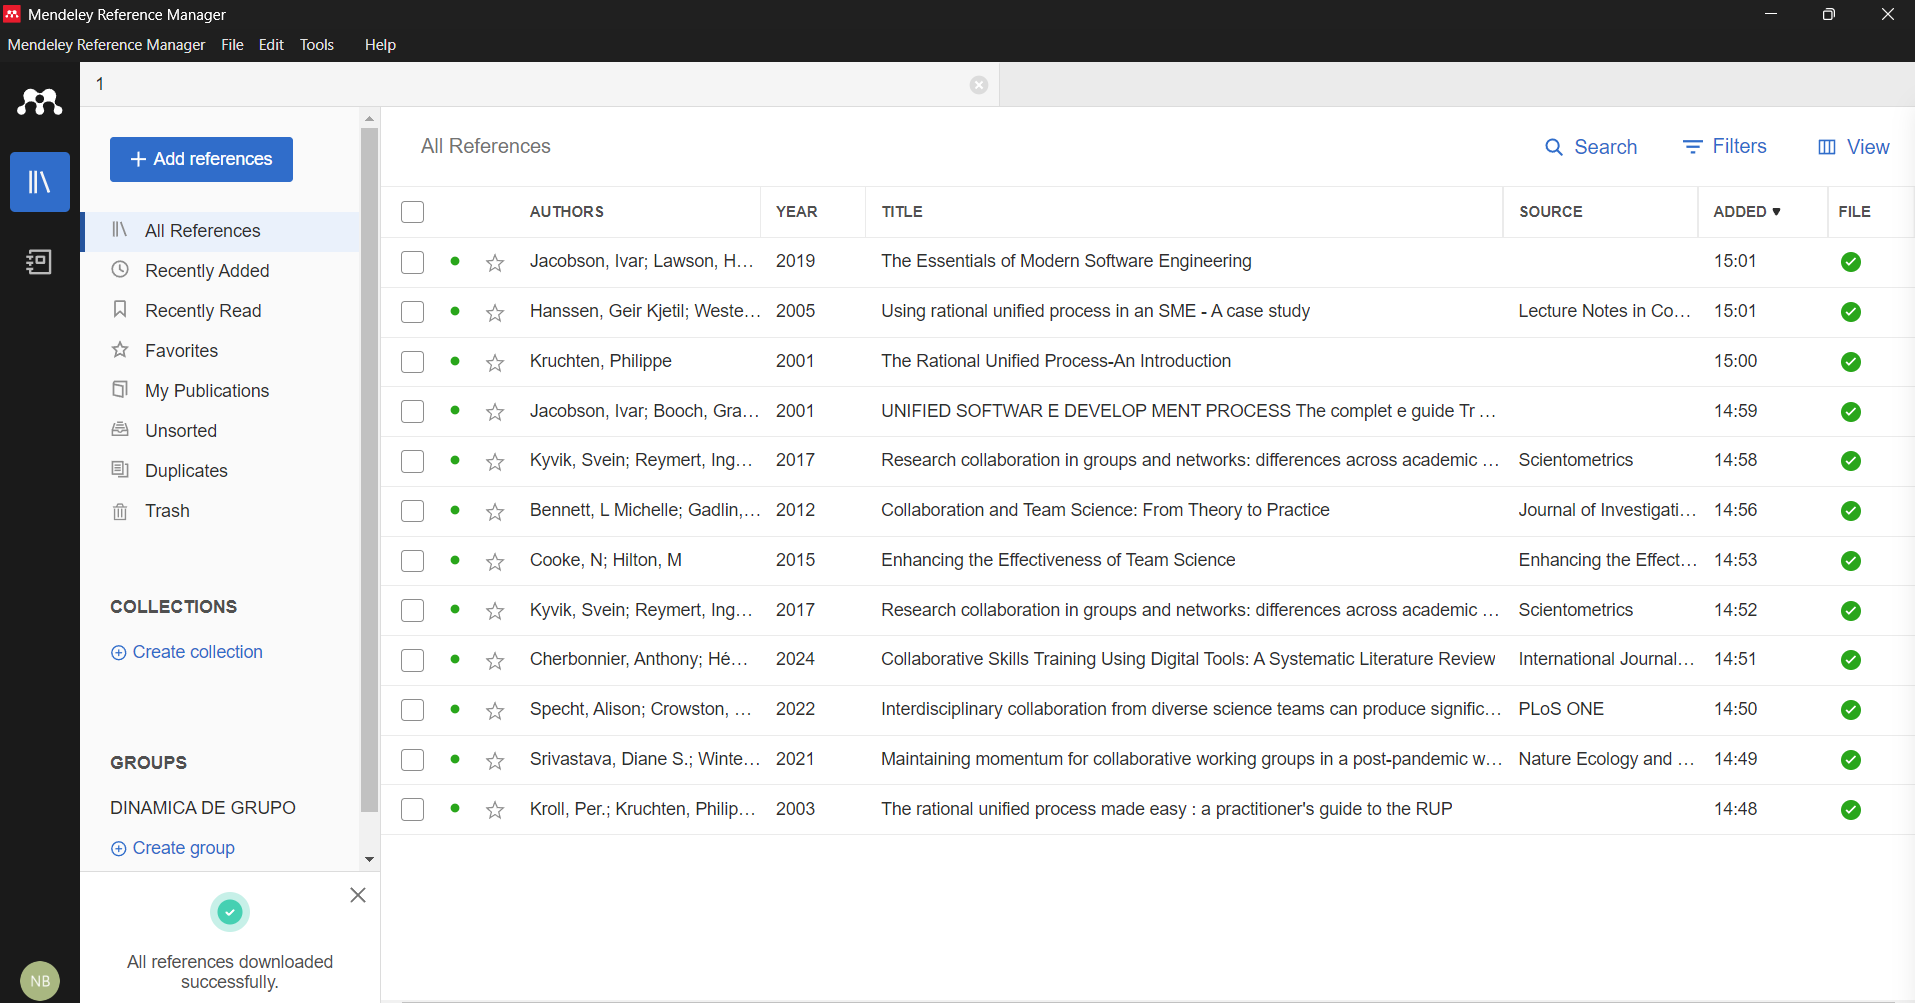 Mendeley Reference Manager
Mendeley Reference Manager File Edit Tools Help
1
+ Add references
All References
Recently Added
Recently Read
Favorites
My Publications
Unsorted
Duplicates
Trash
COLLECTIONS
Create collection
GROUPS
DINAMICA DE GRUPO
Create group
All references downloaded
successfully.
NB
All References Search Filters View
AUTHORS YEAR TITLE SOURCE ADDED FILE
Jacobson, Ivar; Lawson, H... 2019 The Essentials of Modern Software Engineering 15:01
Hanssen, Geir Kjetil; Weste... 2005 Using rational unified process in an SME - A case study Lecture Notes in Co... 15:01
Kruchten, Philippe 2001 The Rational Unified Process-An Introduction 15:00
Jacobson, Ivar; Booch, Gra... 2001 UNIFIED SOFTWAR E DEVELOP MENT PROCESS The complet e guide Tr ... 14:59
Kyvik, Svein; Reymert, Ing... 2017 Research collaboration in groups and networks: differences across academic ... Scientometrics 14:58
Bennett, L Michelle; Gadlin,... 2012 Collaboration and Team Science: From Theory to Practice Journal of Investigati... 14:56
Cooke, N; Hilton, M 2015 Enhancing the Effectiveness of Team Science Enhancing the Effect... 14:53
Kyvik, Svein; Reymert, Ing... 2017 Research collaboration in groups and networks: differences across academic ... Scientometrics 14:52
Cherbonnier, Anthony; Hé... 2024 Collaborative Skills Training Using Digital Tools: A Systematic Literature Review International Journal... 14:51
Specht, Alison; Crowston, ... 2022 Interdisciplinary collaboration from diverse science teams can produce signific... PLoS ONE 14:50
Srivastava, Diane S.; Winte... 2021 Maintaining momentum for collaborative working groups in a post-pandemic w... Nature Ecology and ... 14:49
Kroll, Per.; Kruchten, Philip... 2003 The rational unified process made easy : a practitioner's guide to the RUP 14:48